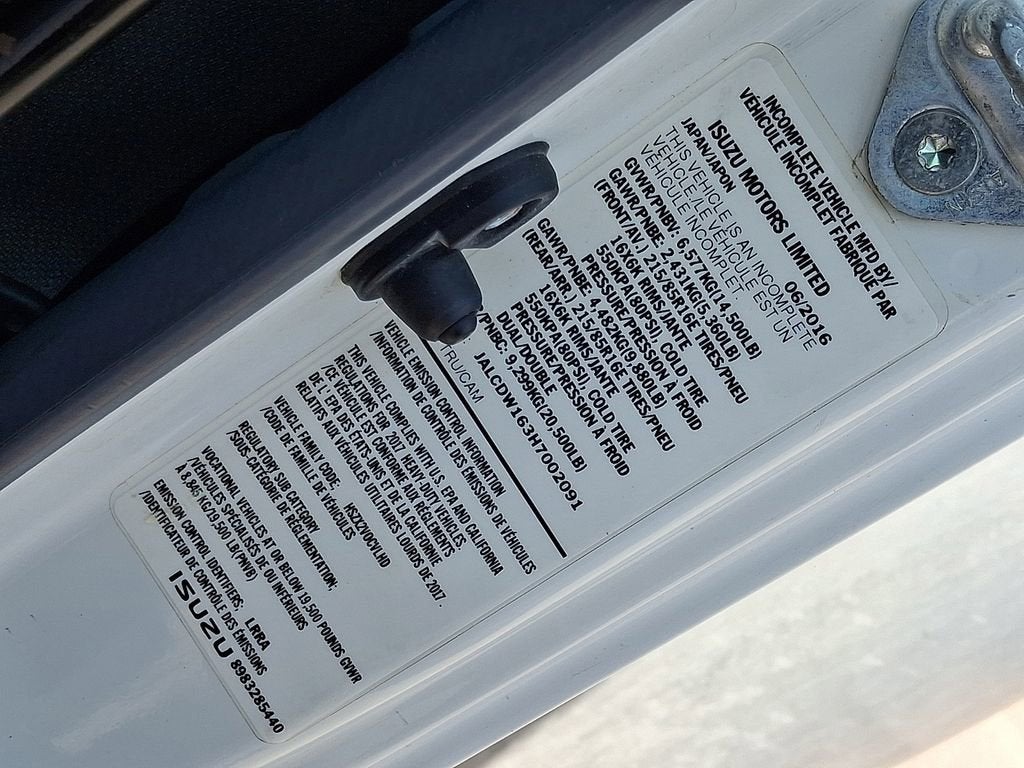 INCOMPLETE VEHICLE MFD BY/
VÉHICULE INCOMPLET FABRIQUÉ PAR
ISUZU MOTORS LIMITED
JAPAN/JAPON 06/2016
THIS VEHICLE IS AN INCOMPLETE
VEHICLE/LE VÉHICULE EST UN
VÉHICULE INCOMPLET.
GVWR/PNBV: 6,577KG(14,500LB)
GAWR/PNBE: 2,431KG(5,360LB)
(FRONT/AV.) 215/85R16E TIRES/PNEU
16X6K RIMS/JANTE
550KPA(80PSI), COLD TIRE
PRESSURE/PRESSION A FROID
GAWR/PNBE: 4,482KG(9,880LB)
(REAR/ARR.) 215/85R16E TIRES/PNEU
16X6K RIMS/JANTE
550KPA(80PSI), COLD TIRE
PRESSURE/PRESSION A FROID
DUAL/DOUBLE
/PNBC: 9,299KG(20,500LB)
JALCDW163H7002091
TRU/CAM
VEHICLE EMISSION CONTROL INFORMATION
/INFORMATION DE CONTRÔLE DES ÉMISSIONS DE VÉHICULES
THIS VEHICLE COMPLIES WITH U.S. EPA AND CALIFORNIA
REGULATIONS FOR 2017 HEAVY-DUTY VEHICLES.
/CE VÉHICULE EST CONFORME AUX RÈGLEMENTS
DE L'EPA DES ÉTATS-UNIS ET DE LA CALIFORNIE
RELATIFS AUX VÉHICULES UTILITAIRES LOURDS DE 2017.
VEHICLE FAMILY CODE: HSZXZVOCVLHD
/CODE DE FAMILLE DE VÉHICULES
REGULATORY SUB CATEGORY
/SOUS-CATÉGORIE DE RÈGLEMENTATION;
VOCATIONAL VEHICLES AT OR BELOW 19,500 POUNDS GVWR
/VÉHICULES SPÉCIALISÉS DE OU INFÉRIEURS
À 8,845 KG(19,500 LB(PNVB)
EMISSION CONTROL IDENTIFIERS: LRRA
/IDENTIFICATEUR DE CONTRÔLE DES ÉMISSIONS
ISUZU 8983285440